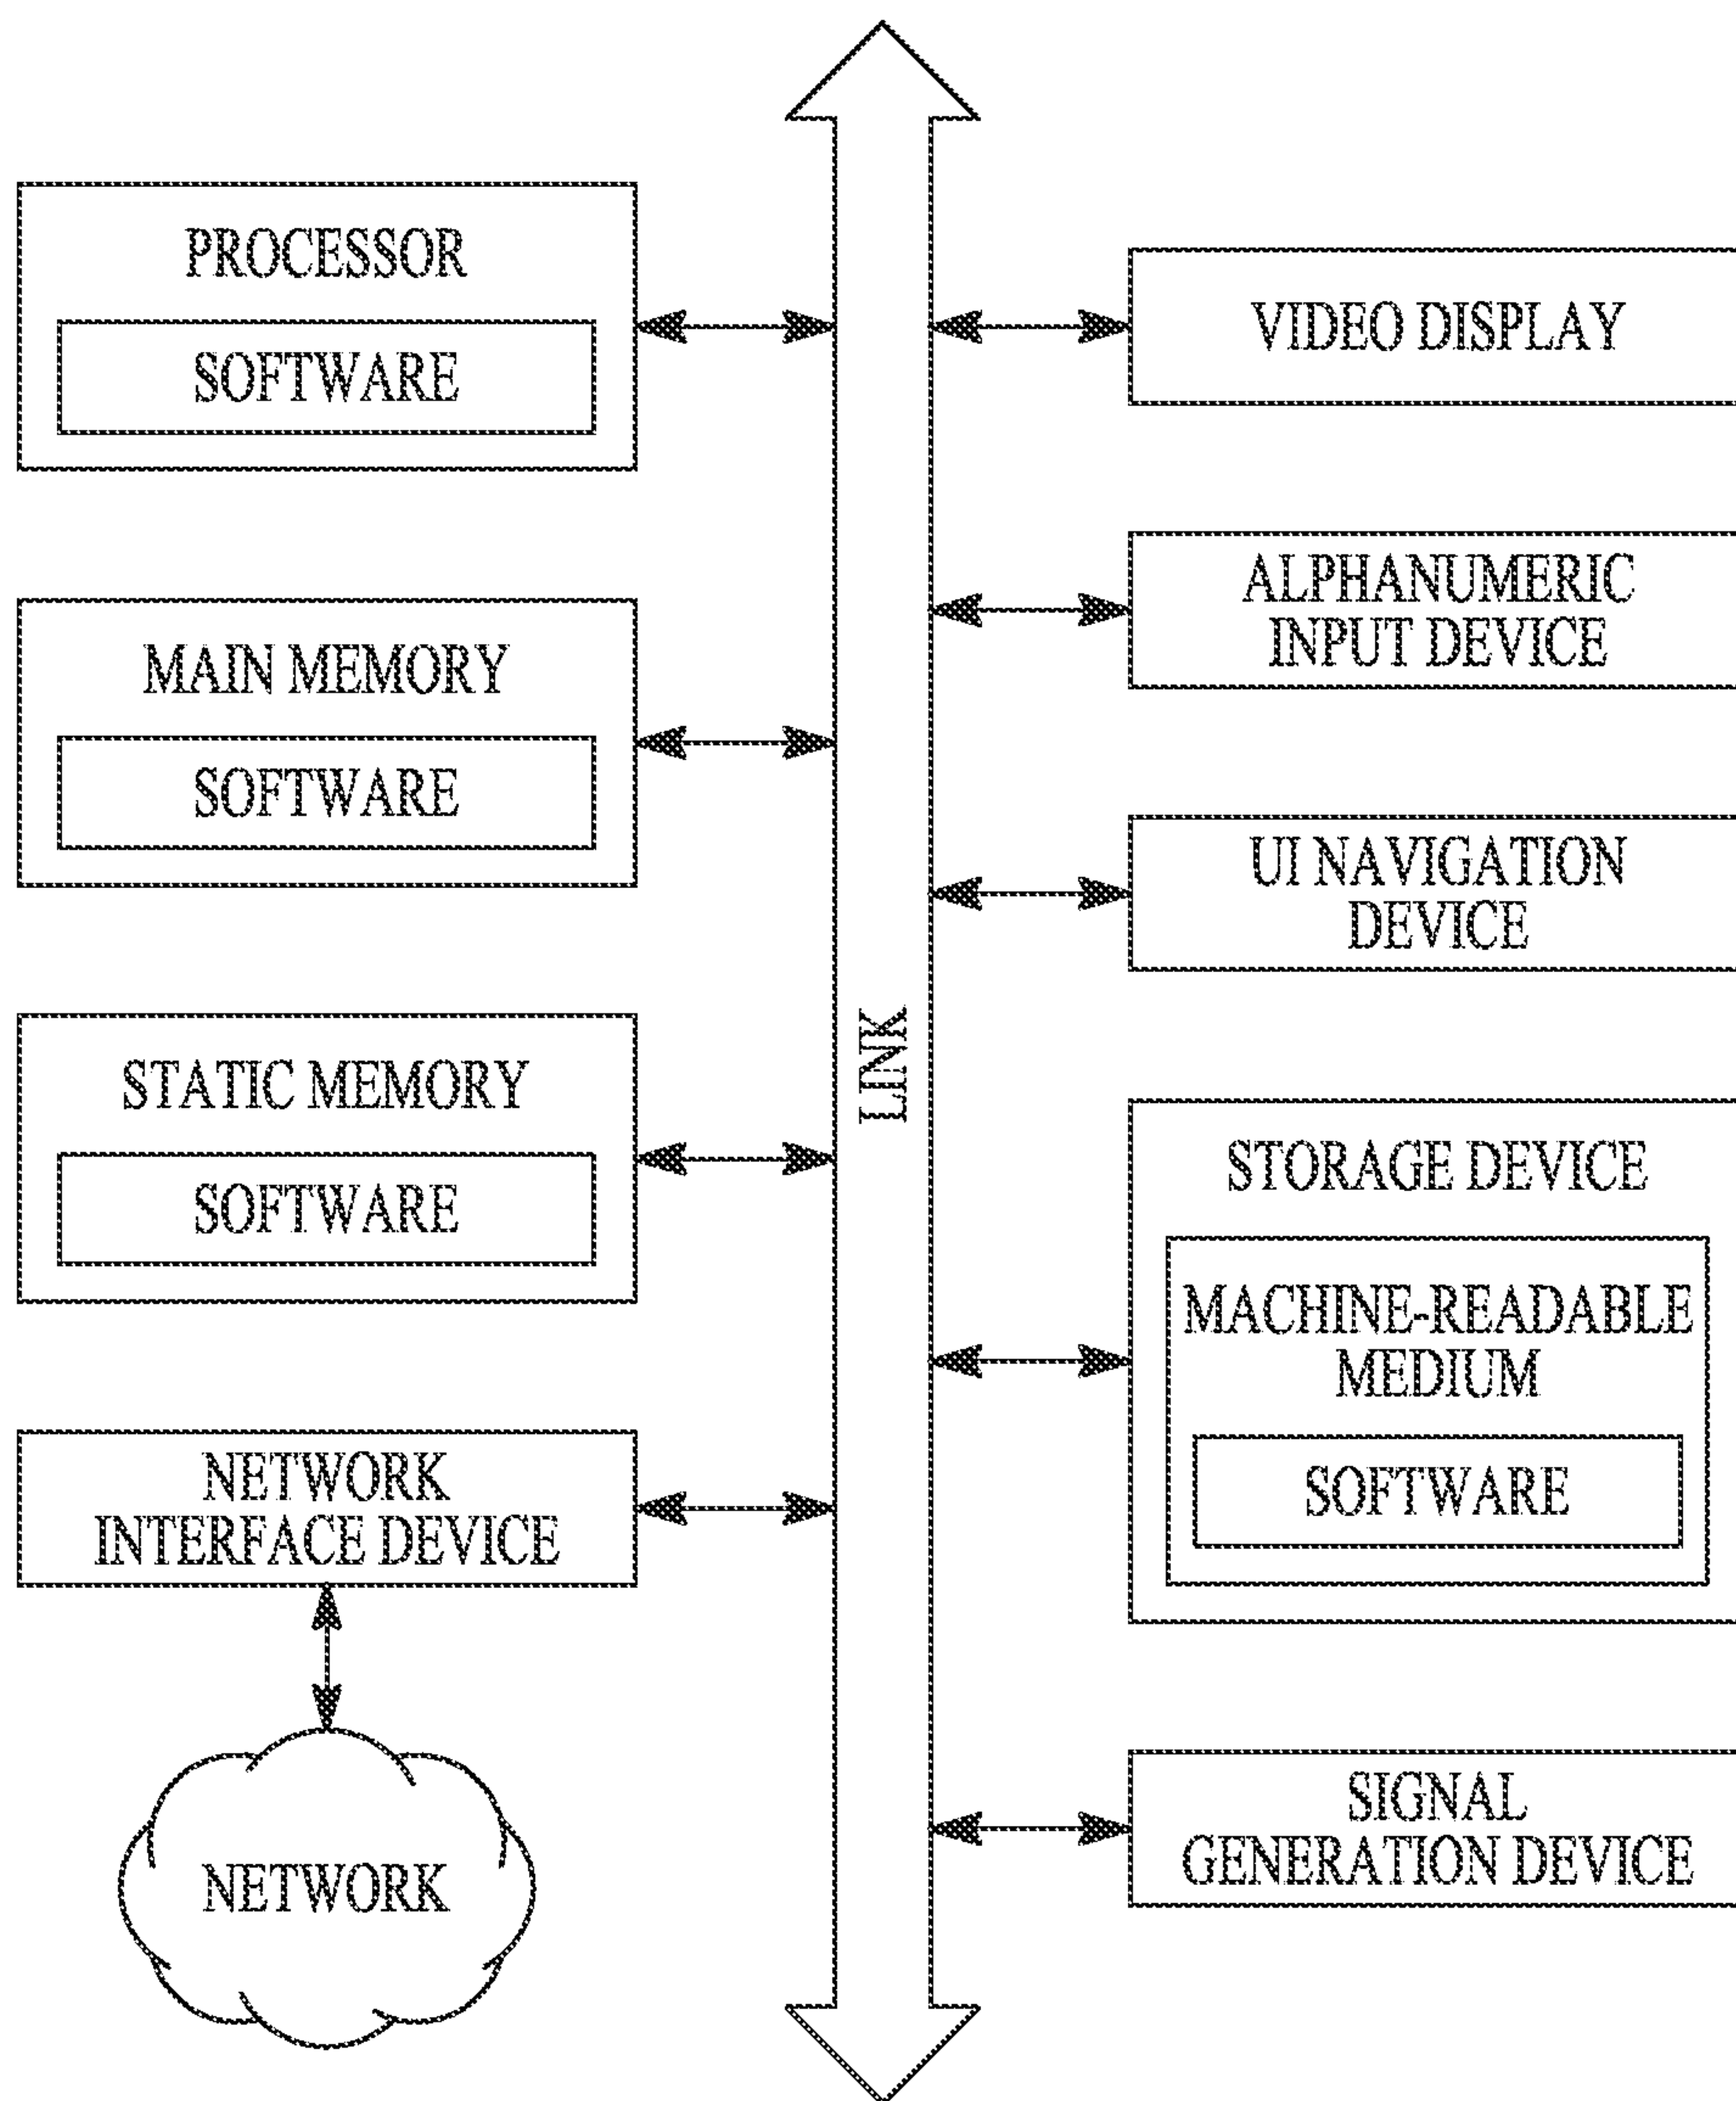 PROCESSOR
SOFTWARE
MAIN MEMORY
SOFTWARE
STATIC MEMORY
SOFTWARE
NETWORK
INTERFACE DEVICE
NETWORK
LINK
VIDEO DISPLAY
ALPHANUMERIC
INPUT DEVICE
UI NAVIGATION
DEVICE
STORAGE DEVICE
MACHINE-READABLE
MEDIUM
SOFTWARE
SIGNAL
GENERATION DEVICE